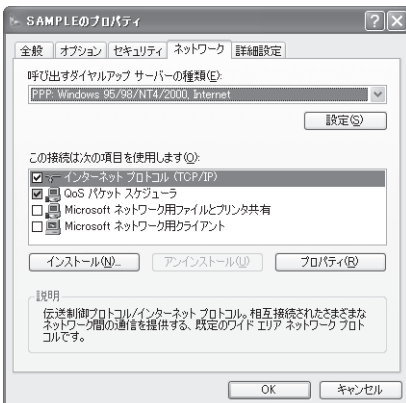 SAMPLEのプロパティ
全般 オプション セキュリティ ネットワーク 詳細設定
呼び出すダイヤルアップ サーバーの種類(E):
PPP: Windows 95/98/NT4/2000, Internet
設定(S)
この接続は次の項目を使用します(O):
インターネット プロトコル (TCP/IP)
QoS パケット スケジューラ
Microsoft ネットワーク用ファイルとプリンタ共有
Microsoft ネットワーク用クライアント
インストール(N)... アンインストール(U) プロパティ(R)
説明
伝送制御プロトコル/インターネット プロトコル。相互接続されたさまざまな
ネットワーク間の通信を提供する、既定のワイド エリア ネットワーク プロト
コルです。
OK キャンセル